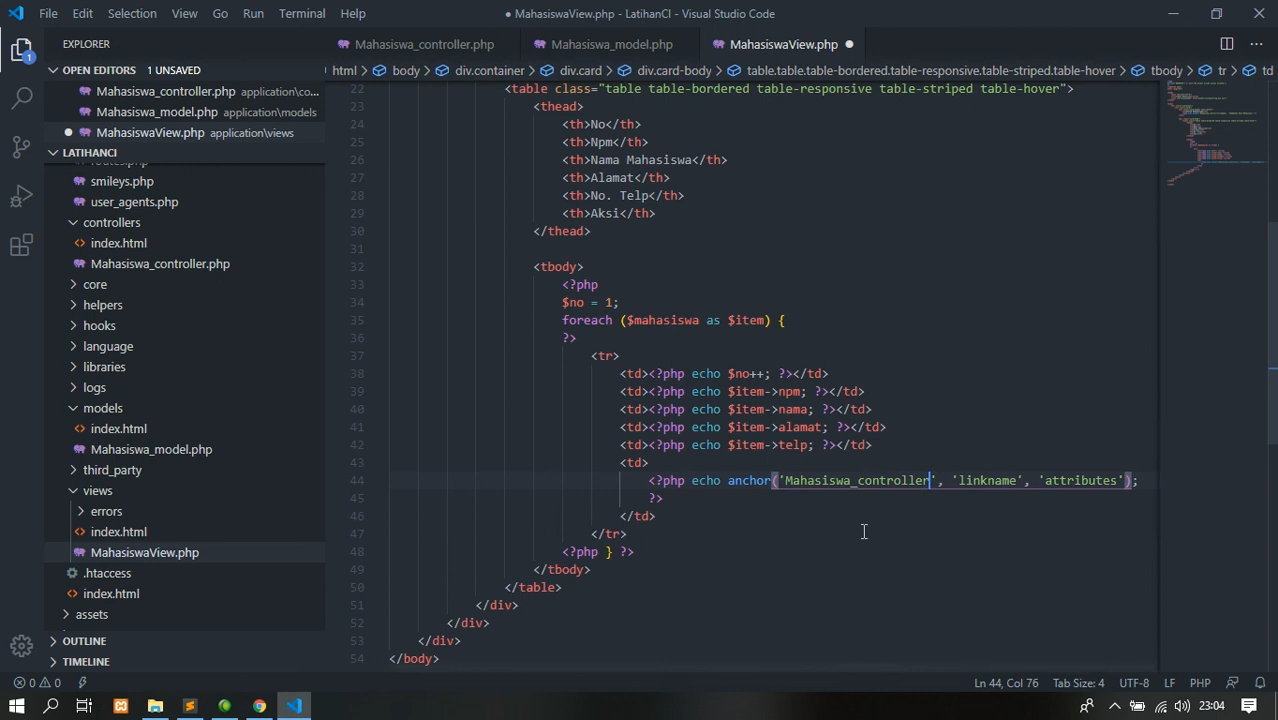 File Edit Selection View Go Run Terminal Help
● MahasiswaView.php - LatihanCI - Visual Studio Code
EXPLORER
Mahasiswa_controller.php
Mahasiswa_model.php
MahasiswaView.php ●
OPEN EDITORS 1 UNSAVED
html > body > div.container > div.card > div.card-body > table.table.table-bordered.table-responsive.table-striped.table-hover > tbody > tr > td
Mahasiswa_controller.php application\co...
Mahasiswa_model.php application\models
● MahasiswaView.php application\views
LATIHANCI
smileys.php
user_agents.php
controllers
index.html
Mahasiswa_controller.php
core
helpers
hooks
language
libraries
logs
models
index.html
Mahasiswa_model.php
third_party
views
errors
index.html
MahasiswaView.php
.htaccess
index.html
assets
OUTLINE
TIMELINE
22 <table class="table table-bordered table-responsive table-striped table-hover">
23 <thead>
24 <th>No</th>
25 <th>Npm</th>
26 <th>Nama Mahasiswa</th>
27 <th>Alamat</th>
28 <th>No. Telp</th>
29 <th>Aksi</th>
30 </thead>
31
32 <tbody>
33 <?php
34 $no = 1;
35 foreach ($mahasiswa as $item) {
36 ?>
37 <tr>
38 <td><?php echo $no++; ?></td>
39 <td><?php echo $item->npm; ?></td>
40 <td><?php echo $item->nama; ?></td>
41 <td><?php echo $item->alamat; ?></td>
42 <td><?php echo $item->telp; ?></td>
43 <td>
44 <?php echo anchor('Mahasiswa_controller', 'linkname', 'attributes');
45 ?>
46 </td>
47 </tr>
48 <?php } ?>
49 </tbody>
50 </table>
51 </div>
52 </div>
53 </div>
54 </body>
0 0 Ln 44, Col 76 Tab Size: 4 UTF-8 LF PHP
23:04